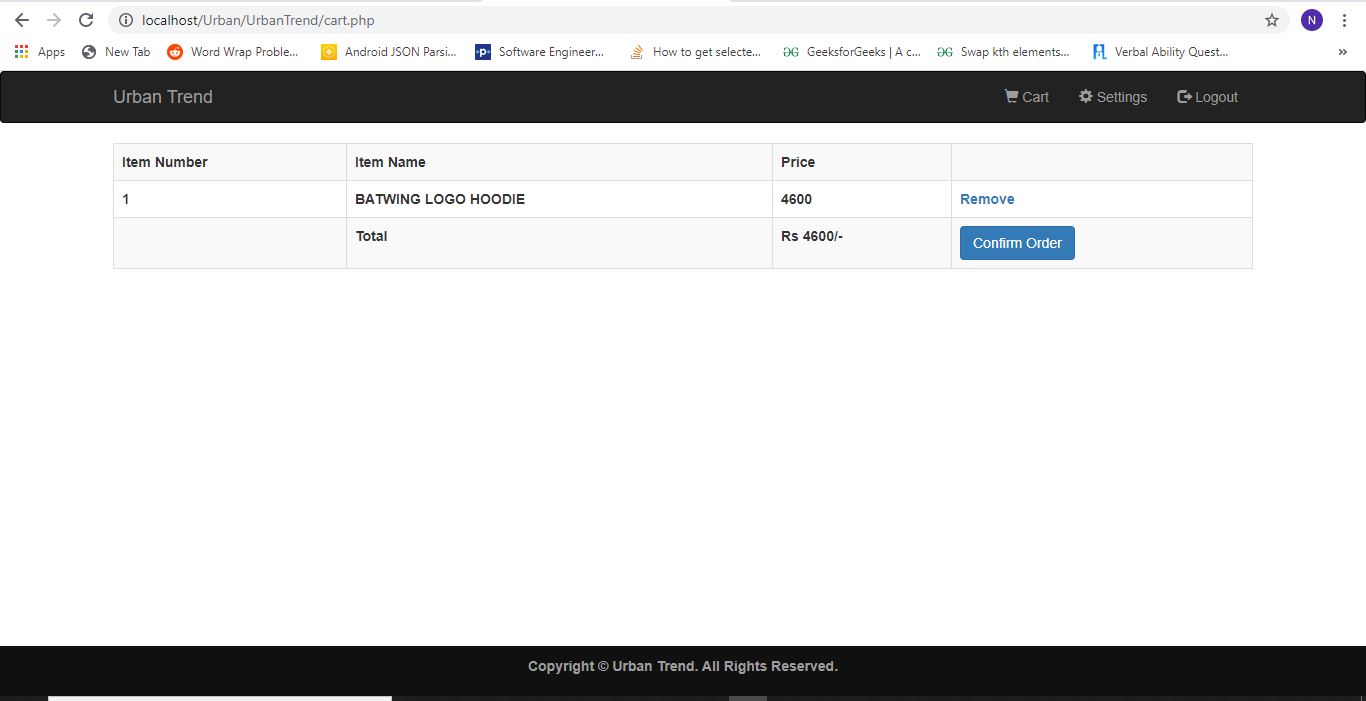 localhost/Urban/UrbanTrend/cart.php
N
Apps New Tab Word Wrap Proble... Android JSON Parsi... Software Engineer... How to get selecte... GeeksforGeeks | A c... Swap kth elements... Verbal Ability Quest... »
Urban Trend Cart Settings Logout
Item Number Item Name Price
1 BATWING LOGO HOODIE 4600 Remove
Total Rs 4600/- Confirm Order
Copyright © Urban Trend. All Rights Reserved.